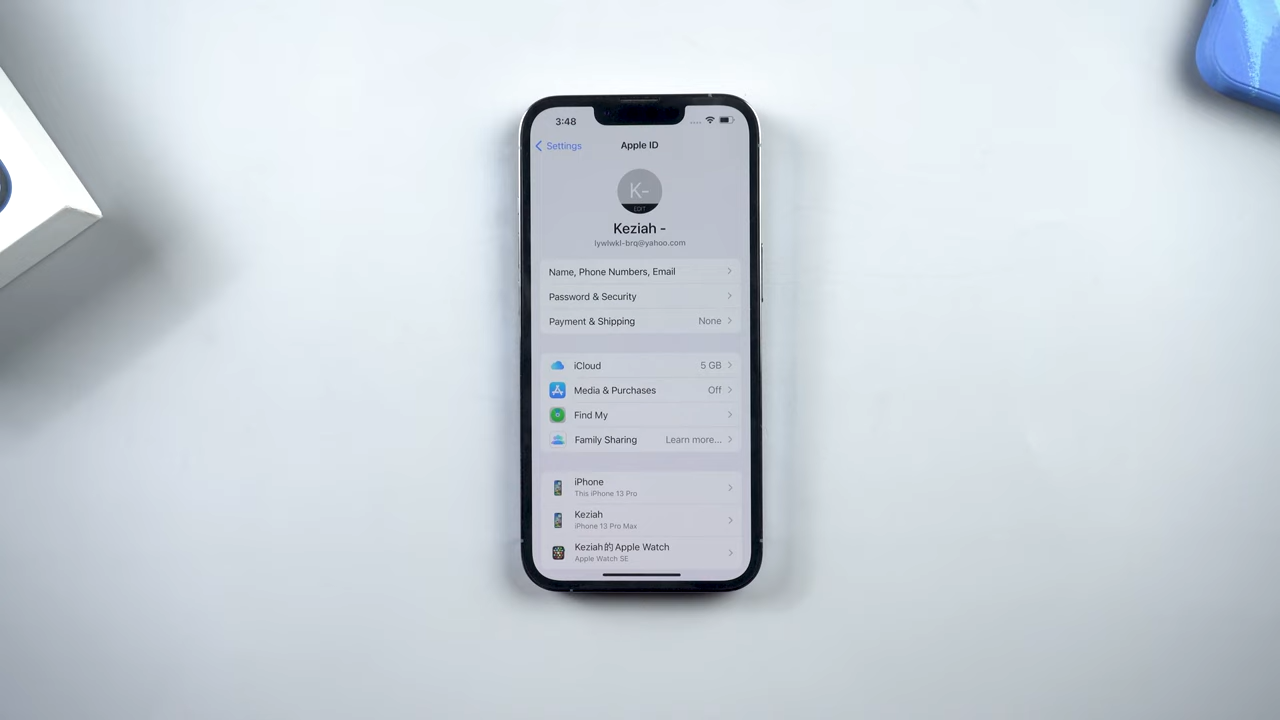 3:48
Settings
Apple ID
K-
EDIT
Keziah -
lywlwkl-brq@yahoo.com
Name, Phone Numbers, Email
Password & Security
Payment & Shipping None
iCloud 5 GB
Media & Purchases Off
Find My
Family Sharing Learn more...
iPhone
This iPhone 13 Pro
Keziah
iPhone 13 Pro Max
Keziah的 Apple Watch
Apple Watch SE